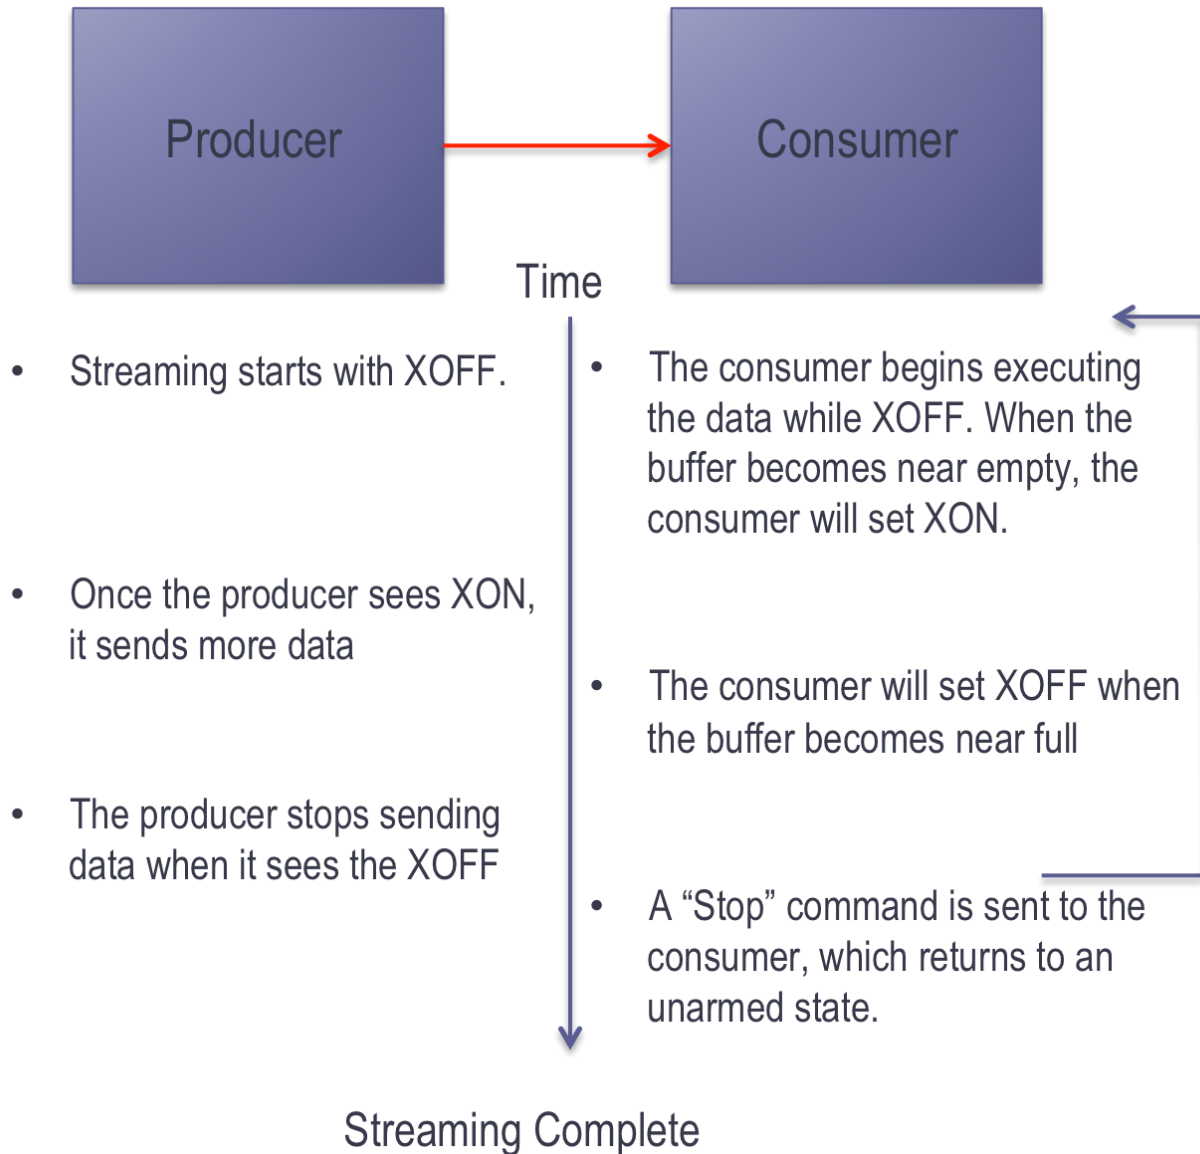 Producer
Consumer
Time
• Streaming starts with XOFF.
• The consumer begins executing
the data while XOFF. When the
buffer becomes near empty, the
consumer will set XON.
• Once the producer sees XON,
it sends more data
• The consumer will set XOFF when
the buffer becomes near full
• The producer stops sending
data when it sees the XOFF
• A “Stop” command is sent to the
consumer, which returns to an
unarmed state.
Streaming Complete